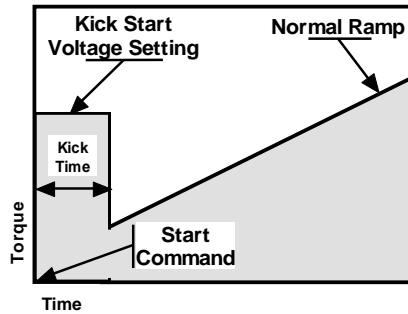 Kick Start
Voltage Setting
Normal Ramp
Kick
Time
Torque
Start
Command
Time